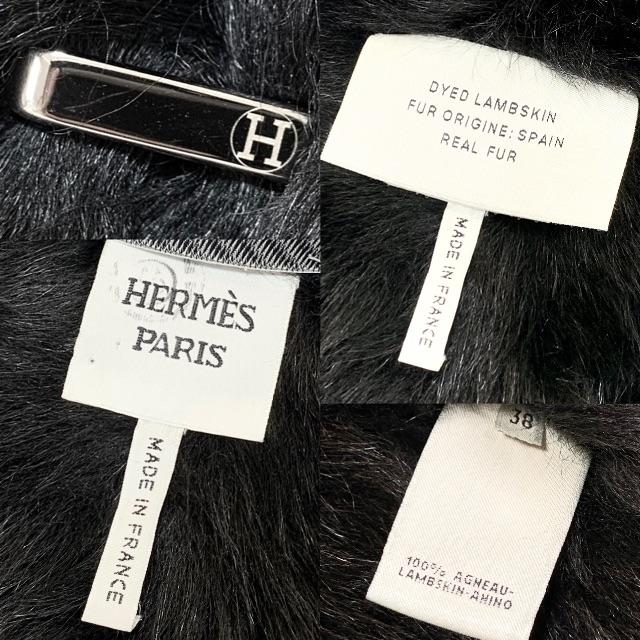 H
DYED LAMBSKIN
FUR ORIGINE: SPAIN
REAL FUR
MADE IN FRANCE
HERMÈS
PARIS
MADE IN FRANCE
38
100% AGNEAU-
LAMBSKIN-AHINO